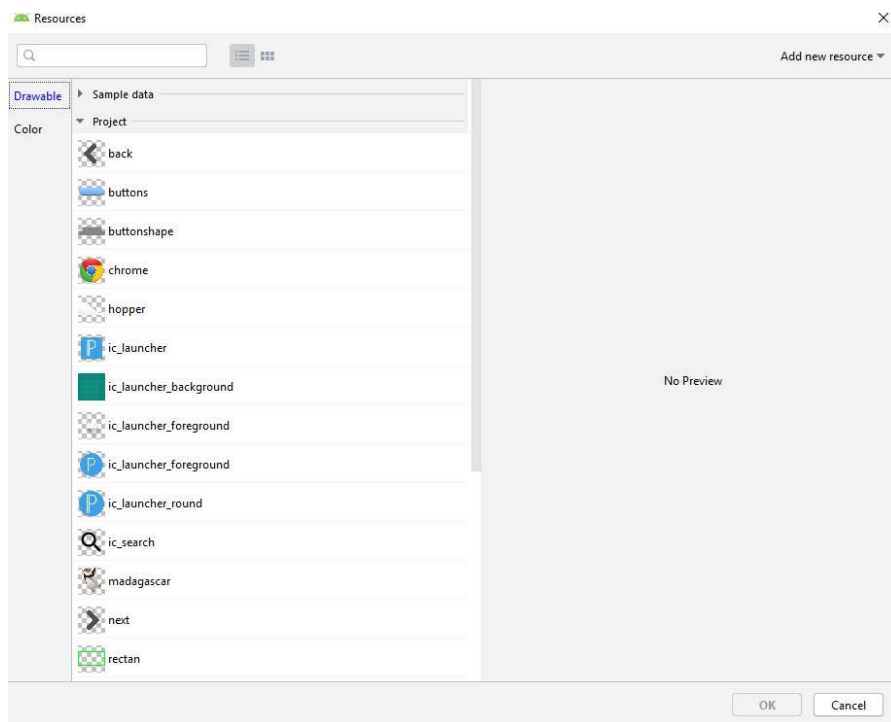 Resources
Add new resource
Drawable
Color
Sample data
Project
back
buttons
buttonshape
chrome
hopper
P ic_launcher
ic_launcher_background
ic_launcher_foreground
P ic_launcher_foreground
P ic_launcher_round
ic_search
madagascar
next
rectan
No Preview
OK
Cancel